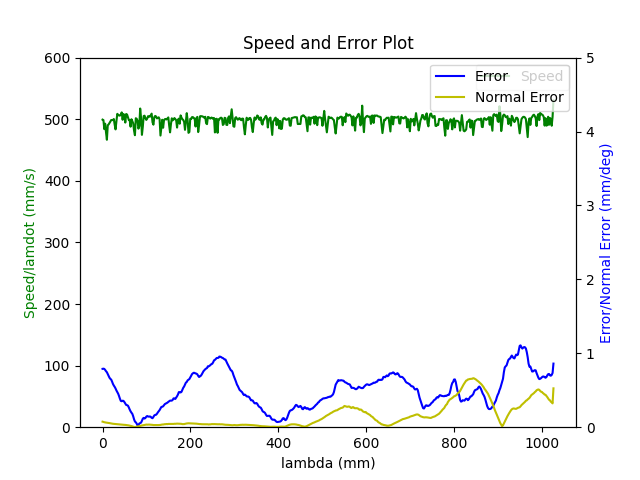 Speed and Error Plot
Speed/lamdot (mm/s)
0
100
200
300
400
500
600
Error
Speed
Normal Error
0
1
2
3
4
5
Error/Normal Error (mm/deg)
0
200
400
600
800
1000
lambda (mm)